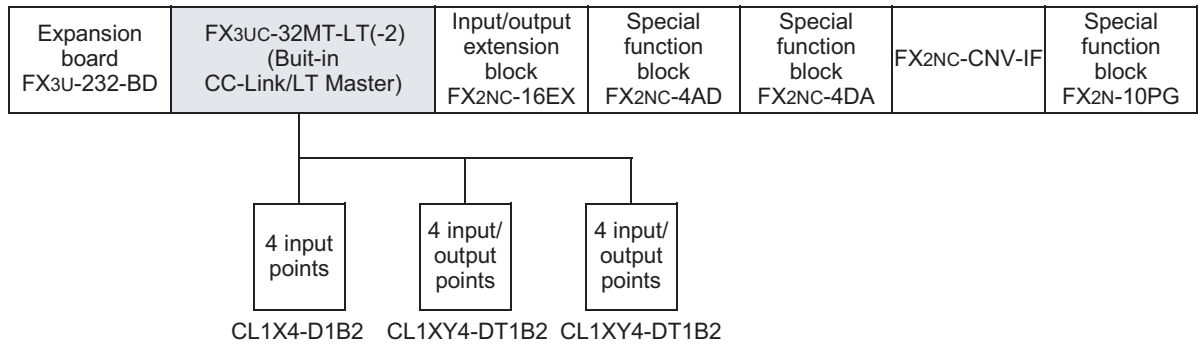 Expansion
board
FX3U-232-BD
FX3UC-32MT-LT(-2)
(Buit-in
CC-Link/LT Master)
Input/output
extension
block
FX2NC-16EX
Special
function
block
FX2NC-4AD
Special
function
block
FX2NC-4DA
FX2NC-CNV-IF
Special
function
block
FX2N-10PG
4 input
points
4 input/
output
points
4 input/
output
points
CL1X4-D1B2
CL1XY4-DT1B2
CL1XY4-DT1B2